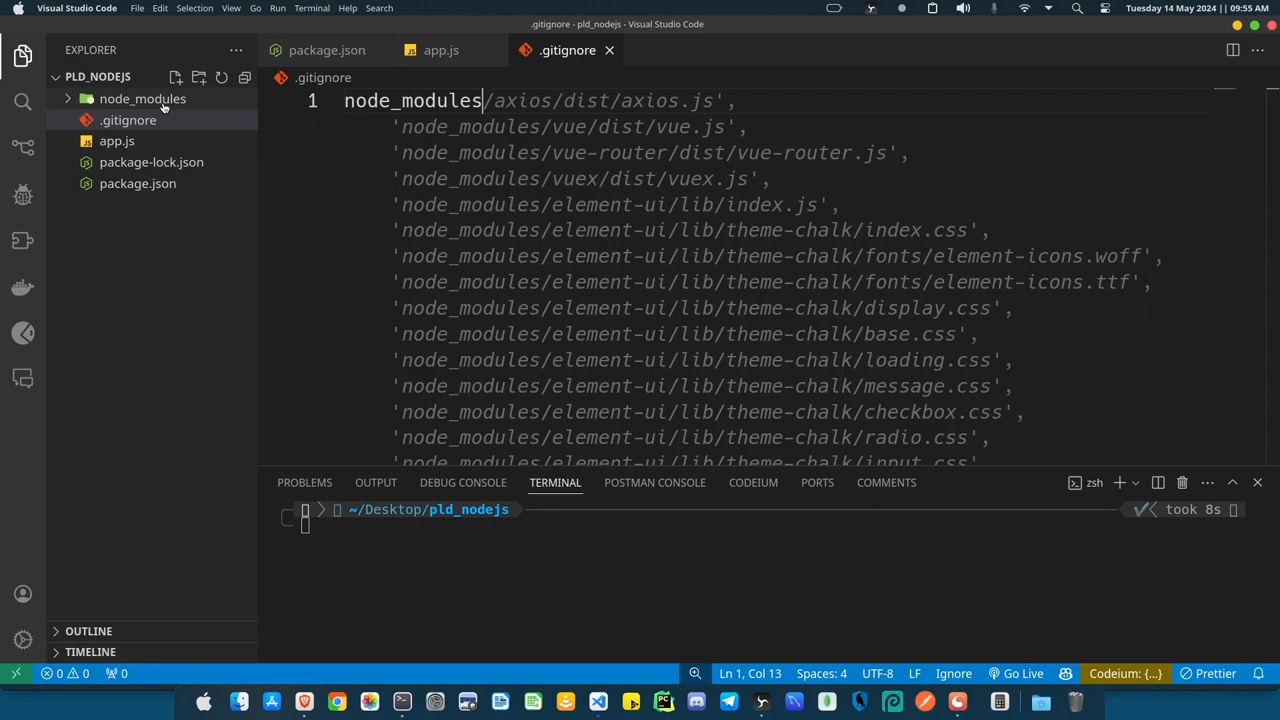 Visual Studio Code File Edit Selection View Go Run Terminal Help Search Tuesday 14 May 2024 | 09:55 AM
.gitignore - pld_nodejs - Visual Studio Code
EXPLORER
PLD_NODEJS
node_modules
.gitignore
app.js
package-lock.json
package.json
OUTLINE
TIMELINE
package.json app.js .gitignore
.gitignore
1 node_modules/axios/dist/axios.js',
'node_modules/vue/dist/vue.js',
'node_modules/vue-router/dist/vue-router.js',
'node_modules/vuex/dist/vuex.js',
'node_modules/element-ui/lib/index.js',
'node_modules/element-ui/lib/theme-chalk/index.css',
'node_modules/element-ui/lib/theme-chalk/fonts/element-icons.woff',
'node_modules/element-ui/lib/theme-chalk/fonts/element-icons.ttf',
'node_modules/element-ui/lib/theme-chalk/display.css',
'node_modules/element-ui/lib/theme-chalk/base.css',
'node_modules/element-ui/lib/theme-chalk/loading.css',
'node_modules/element-ui/lib/theme-chalk/message.css',
'node_modules/element-ui/lib/theme-chalk/checkbox.css',
'node_modules/element-ui/lib/theme-chalk/radio.css',
'node_modules/element-ui/lib/theme-chalk/input.css',
PROBLEMS OUTPUT DEBUG CONSOLE TERMINAL POSTMAN CONSOLE CODEIUM PORTS COMMENTS zsh
~/Desktop/pld_nodejs took 8s
0 0 0 Ln 1, Col 13 Spaces: 4 UTF-8 LF Ignore Go Live Codeium: {...} Prettier